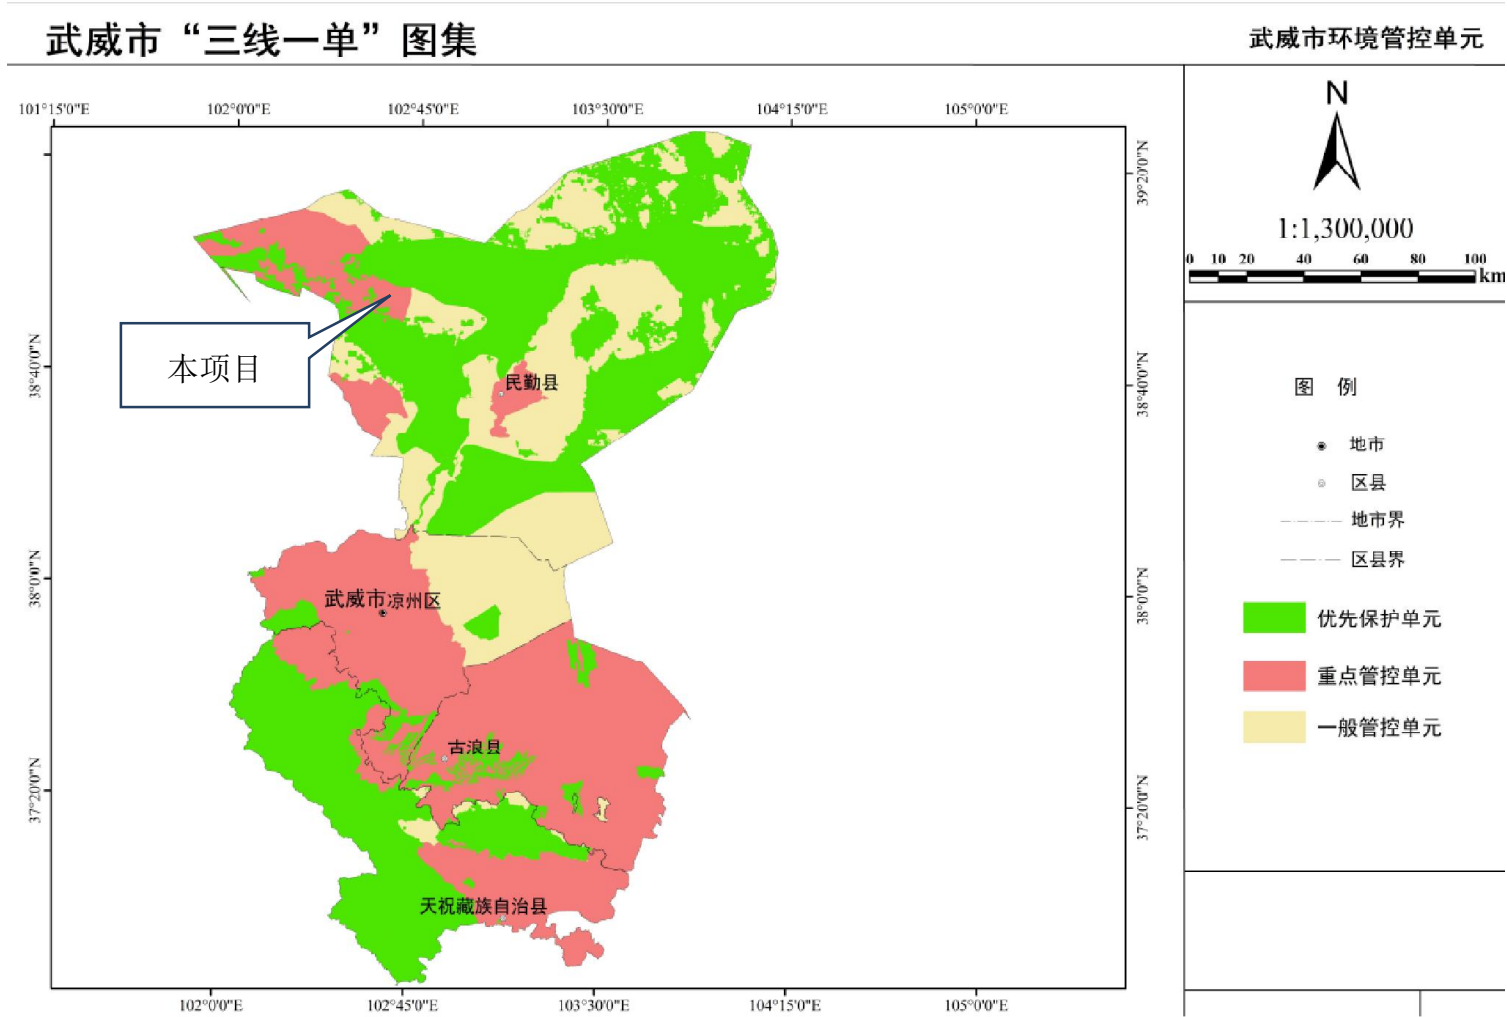 武威市“三线一单”图集
武威市环境管控单元
101°15'0"E 102°0'0"E 102°45'0"E 103°30'0"E 104°15'0"E 105°0'0"E
N
1:1,300,000
0 10 20 40 60 80 100 km
39°20'0"N
38°40'0"N
38°40'0"N
38°0'0"N
38°0'0"N
37°20'0"N
37°20'0"N
本项目
民勤县
武威市 凉州区
古浪县
天祝藏族自治县
图 例
地市
区县
地市界
区县界
优先保护单元
重点管控单元
一般管控单元
102°0'0"E 102°45'0"E 103°30'0"E 104°15'0"E 105°0'0"E